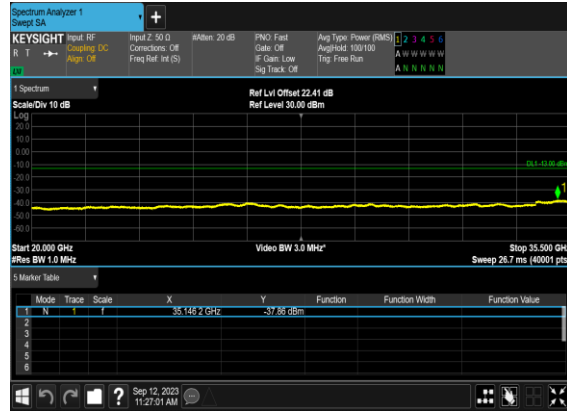 Spectrum Analyzer 1
Swept SA
+
KEYSIGHT Input: RF Input Z: 50 Ω #Atten: 20 dB PNO: Fast Avg Type: Power (RMS) 1 2 3 4 5 6
R T Coupling: DC Corrections: Off Gate: Off Avg|Hold: 100/100 A W W W W W
Align: Off Freq Ref: Int (S) IF Gain: Low Trig: Free Run
Sig Track: Off A N N N N N
1 Spectrum Ref Lvl Offset 22.41 dB
Scale/Div 10 dB Ref Level 30.00 dBm
Log
20.0
10.0
0.00
-10.0 DL1 -13.00 dBm
-20.0
-30.0 1
-40.0
-50.0
-60.0
Start 20.000 GHz Video BW 3.0 MHz* Stop 35.500 GHz
#Res BW 1.0 MHz Sweep 26.7 ms (40001 pts)
5 Marker Table
Mode Trace Scale X Y Function Function Width Function Value
1 N 1 f 35.146 2 GHz -37.86 dBm
2
3
4
5
6
? Sep 12, 2023
11:27:01 AM